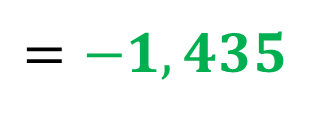 = −1, 435